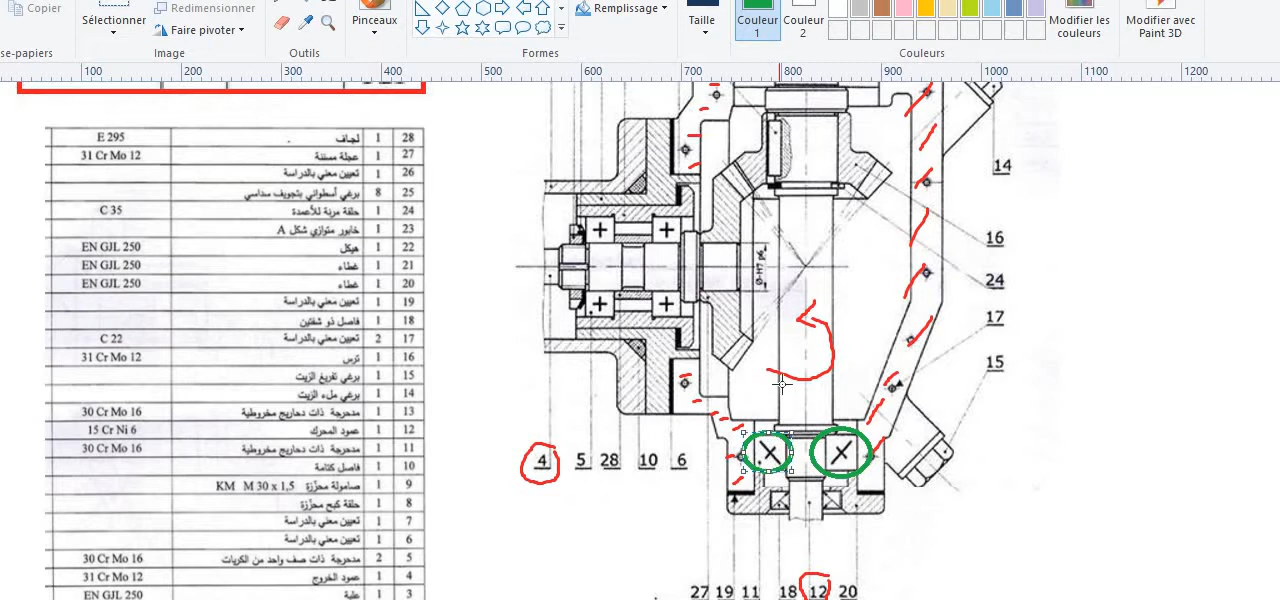 Copier
Sélectionner
Redimensionner
Faire pivoter
Pinceaux
Remplissage
Taille
Couleur 1
Couleur 2
Modifier les couleurs
Modifier avec Paint 3D
se-papiers
Image
Outils
Formes
Couleurs
100 200 300 400 500 600 700 800 900 1000 1100 1200
28 1 لجاف E 295
27 1 عجلة مسننة 31 Cr Mo 12
26 1 تعيين معني بالدراسة
25 8 برغي أسطواني بتجويف سداسي
24 1 حلقة مرنة للأعمدة C 35
23 1 خابور متوازي شكل A
22 1 هيكل EN GJL 250
21 1 غطاء EN GJL 250
20 1 غطاء EN GJL 250
19 1 تعيين معني بالدراسة
18 1 فاصل ذو شفتين
17 2 تعيين معني بالدراسة C 22
16 1 ترس 31 Cr Mo 12
15 1 برغي تفريغ الزيت
14 1 برغي ملء الزيت
13 1 مدحرجة ذات دحاريج مخروطية 30 Cr Mo 16
12 1 عمود المحرك 15 Cr Ni 6
11 1 مدحرجة ذات دحاريج مخروطية 30 Cr Mo 16
10 1 فاصل كتامة
9 1 صامولة محززة KM M 30 x 1,5
8 1 حلقة كبح محززة
7 1 تعيين معني بالدراسة
6 1 تعيين معني بالدراسة
5 2 مدحرجة ذات صف واحد من الكريات 30 Cr Mo 16
4 1 عمود الخروج 31 Cr Mo 12
3 1 علبة EN GJL 250
14
16
24
17
15
Ø-H7 p6
4 5 28 10 6
27 19 11 18 12 20